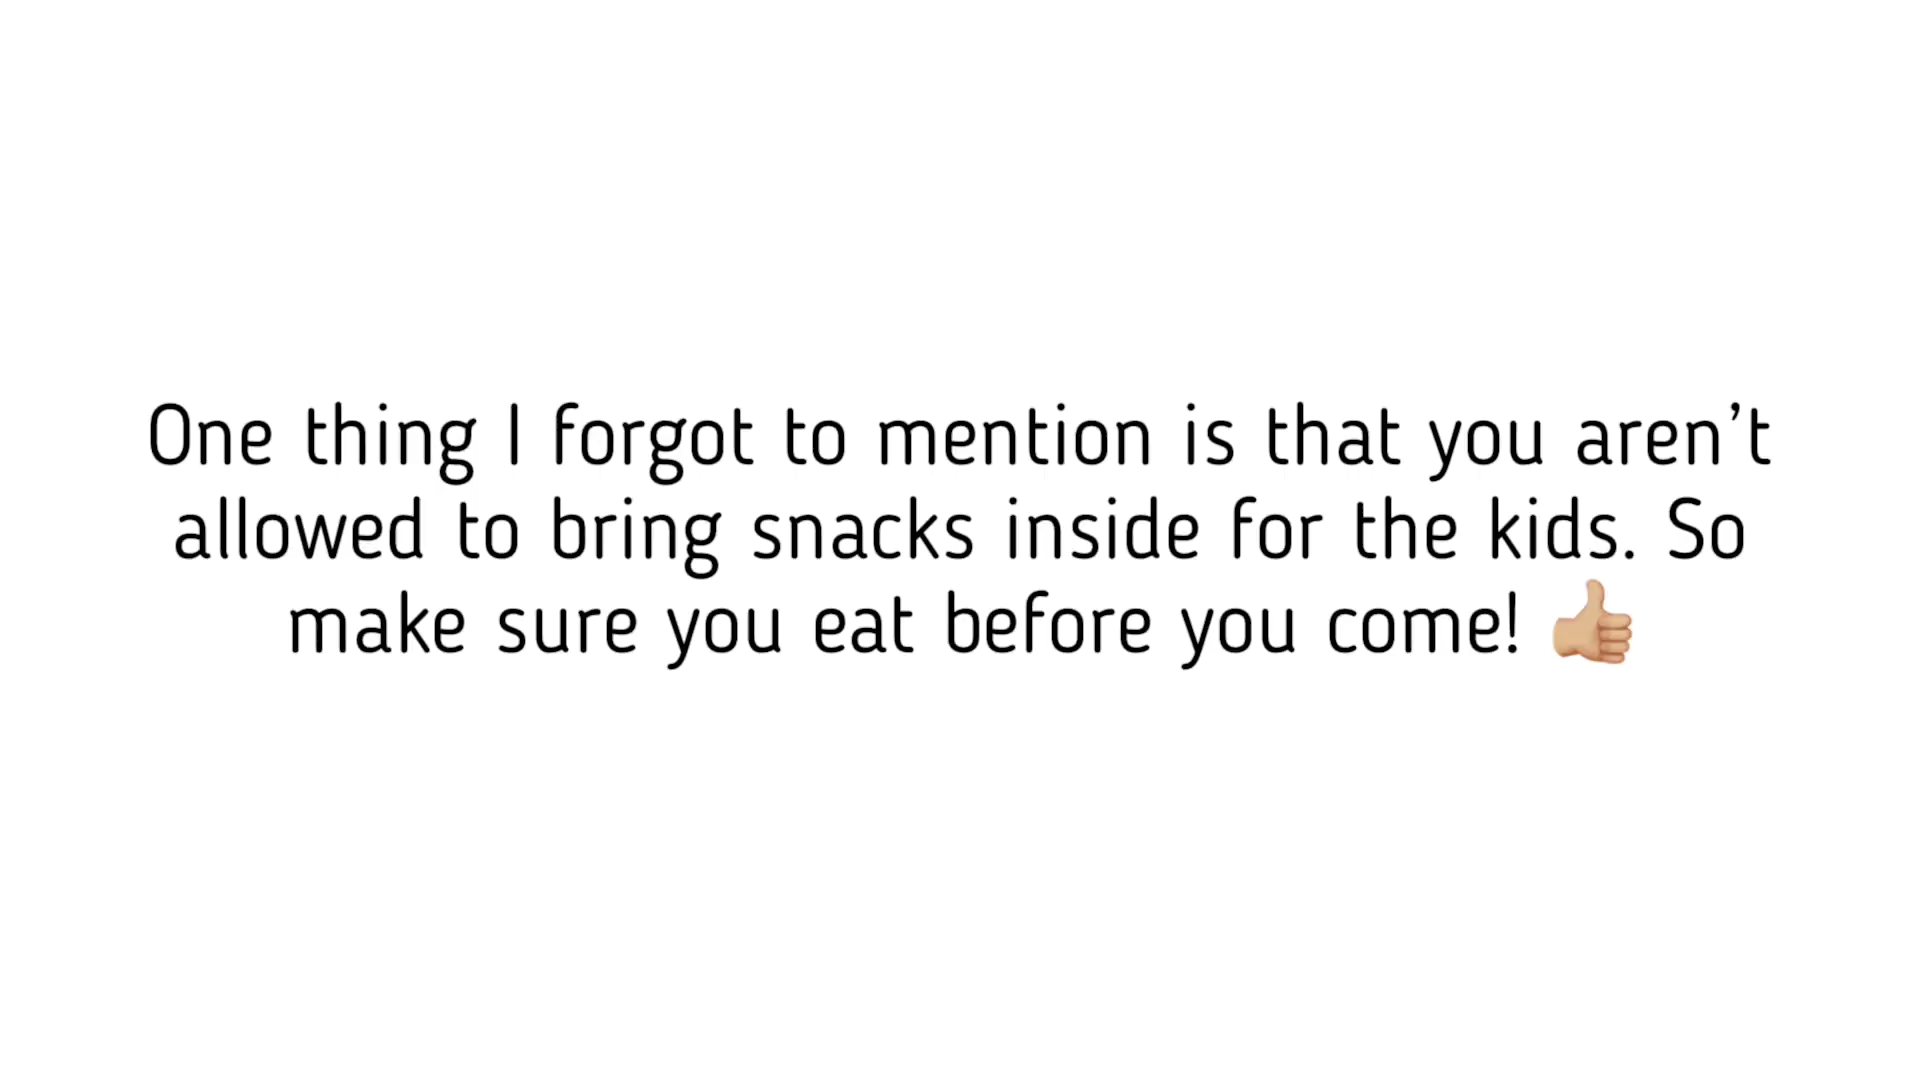 One thing I forgot to mention is that you aren’t
allowed to bring snacks inside for the kids. So
make sure you eat before you come! 👍🏼